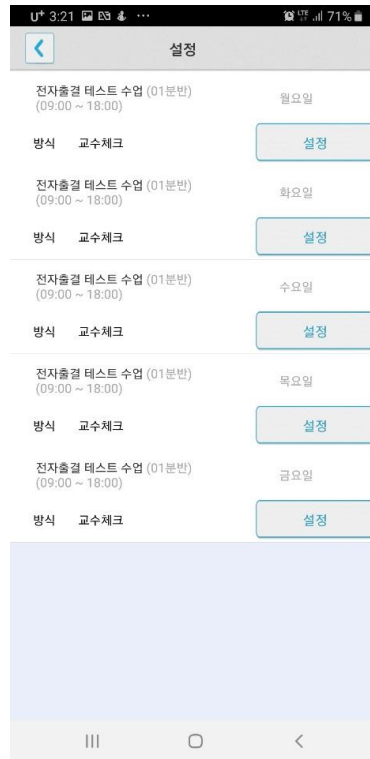 U+ 3:21 ··· LTE 71%
설정
전자출결 테스트 수업 (01분반) 월요일
(09:00 ~ 18:00)
방식 교수체크 설정
전자출결 테스트 수업 (01분반) 화요일
(09:00 ~ 18:00)
방식 교수체크 설정
전자출결 테스트 수업 (01분반) 수요일
(09:00 ~ 18:00)
방식 교수체크 설정
전자출결 테스트 수업 (01분반) 목요일
(09:00 ~ 18:00)
방식 교수체크 설정
전자출결 테스트 수업 (01분반) 금요일
(09:00 ~ 18:00)
방식 교수체크 설정